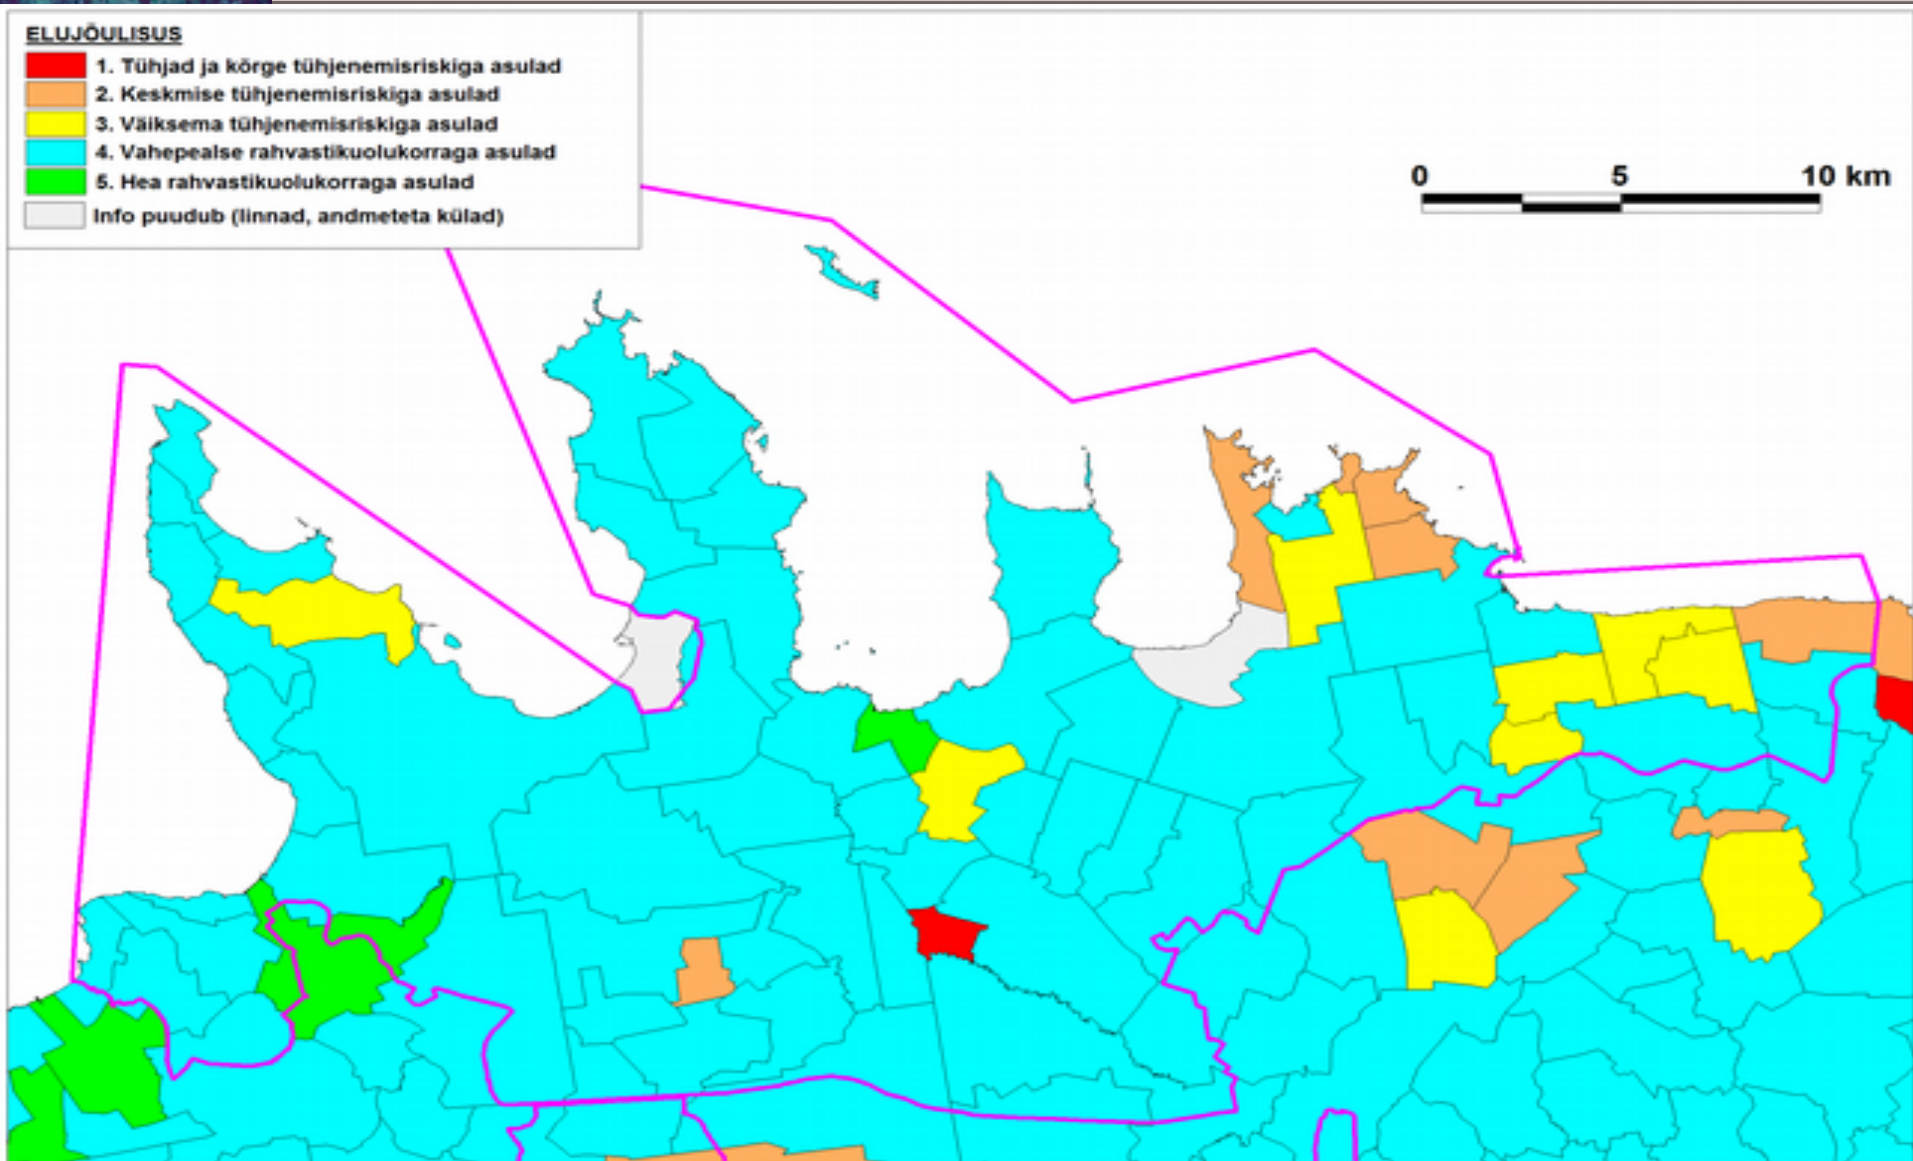 ELUJÕULISUS
1. Tühjad ja kõrge tühjenemisriskiga asulad
2. Keskmise tühjenemisriskiga asulad
3. Väiksema tühjenemisriskiga asulad
4. Vahepealse rahvastikuolukorraga asulad
5. Hea rahvastikuolukorraga asulad
Info puudub (linnad, andmeteta külad)
0 5 10 km